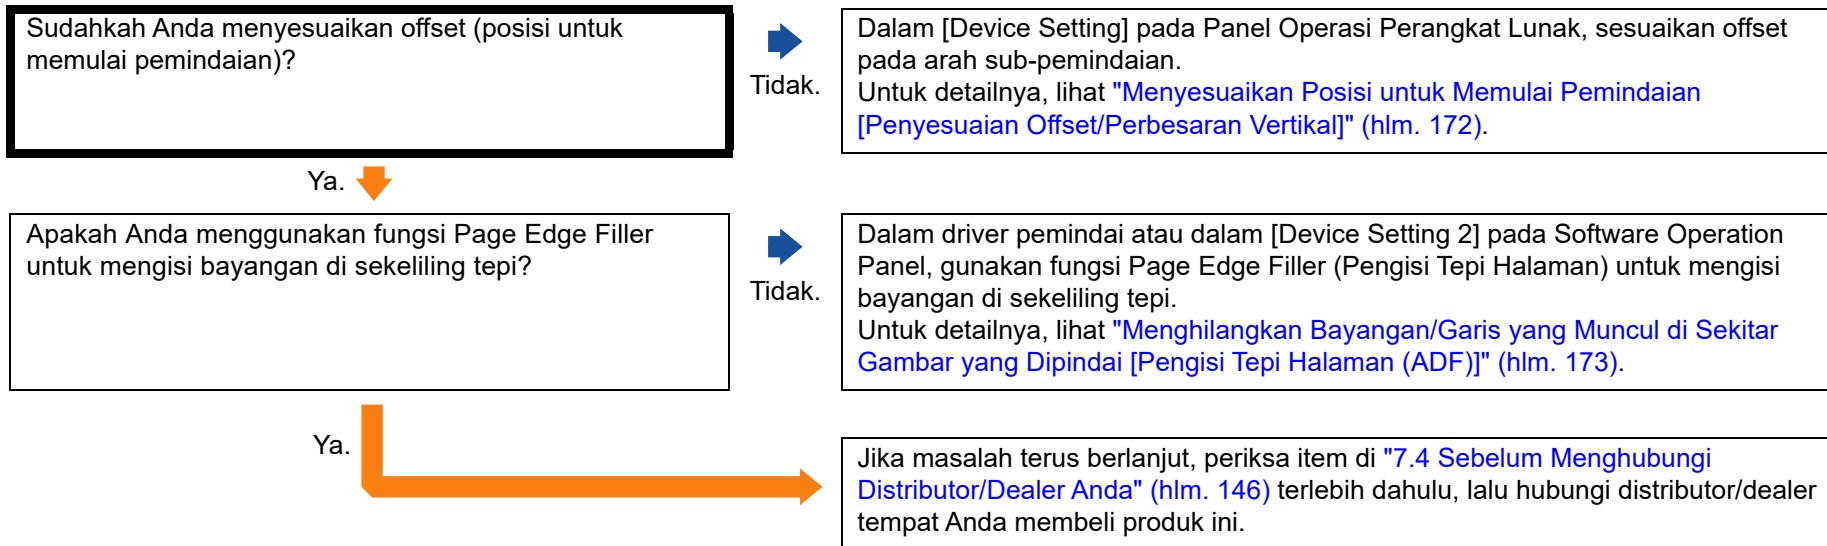 Sudahkah Anda menyesuaikan offset (posisi untuk
memulai pemindaian)?
Tidak.
Dalam [Device Setting] pada Panel Operasi Perangkat Lunak, sesuaikan offset
pada arah sub-pemindaian.
Untuk detailnya, lihat "Menyesuaikan Posisi untuk Memulai Pemindaian
[Penyesuaian Offset/Perbesaran Vertikal]" (hlm. 172).
Ya.
Apakah Anda menggunakan fungsi Page Edge Filler
untuk mengisi bayangan di sekeliling tepi?
Tidak.
Dalam driver pemindai atau dalam [Device Setting 2] pada Software Operation
Panel, gunakan fungsi Page Edge Filler (Pengisi Tepi Halaman) untuk mengisi
bayangan di sekeliling tepi.
Untuk detailnya, lihat "Menghilangkan Bayangan/Garis yang Muncul di Sekitar
Gambar yang Dipindai [Pengisi Tepi Halaman (ADF)]" (hlm. 173).
Ya.
Jika masalah terus berlanjut, periksa item di "7.4 Sebelum Menghubungi
Distributor/Dealer Anda" (hlm. 146) terlebih dahulu, lalu hubungi distributor/dealer
tempat Anda membeli produk ini.